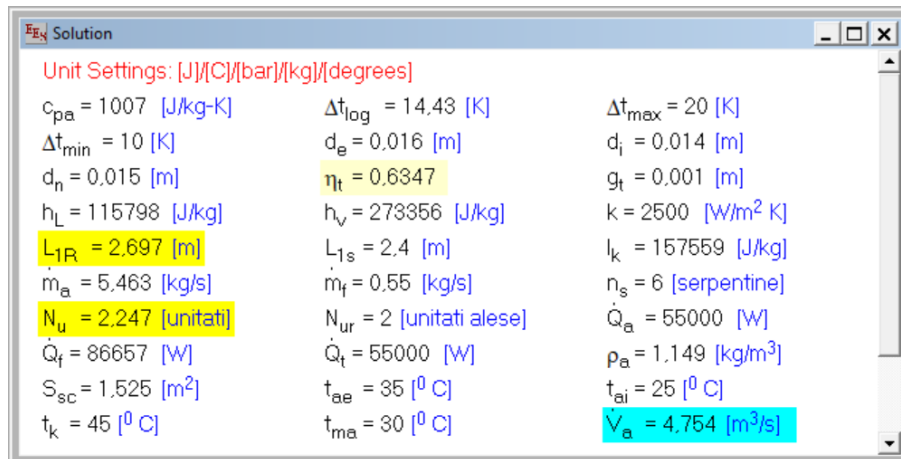 EES Solution
Unit Settings: [J]/[C]/[bar]/[kg]/[degrees]
cpa = 1007 [J/kg-K] Δtlog = 14,43 [K] Δtmax = 20 [K]
Δtmin = 10 [K] de = 0,016 [m] di = 0,014 [m]
dn = 0,015 [m] ηt = 0,6347 gt = 0,001 [m]
hL = 115798 [J/kg] hv = 273356 [J/kg] k = 2500 [W/m² K]
L1R = 2,697 [m] L1s = 2,4 [m] lk = 157559 [J/kg]
ṁa = 5,463 [kg/s] ṁf = 0,55 [kg/s] ns = 6 [serpentine]
Nu = 2,247 [unitati] Nur = 2 [unitati alese] Q̇a = 55000 [W]
Q̇f = 86657 [W] Q̇t = 55000 [W] ρa = 1,149 [kg/m³]
Ssc = 1,525 [m²] tae = 35 [⁰ C] tai = 25 [⁰ C]
tk = 45 [⁰ C] tma = 30 [⁰ C] V̇a = 4,754 [m³/s]